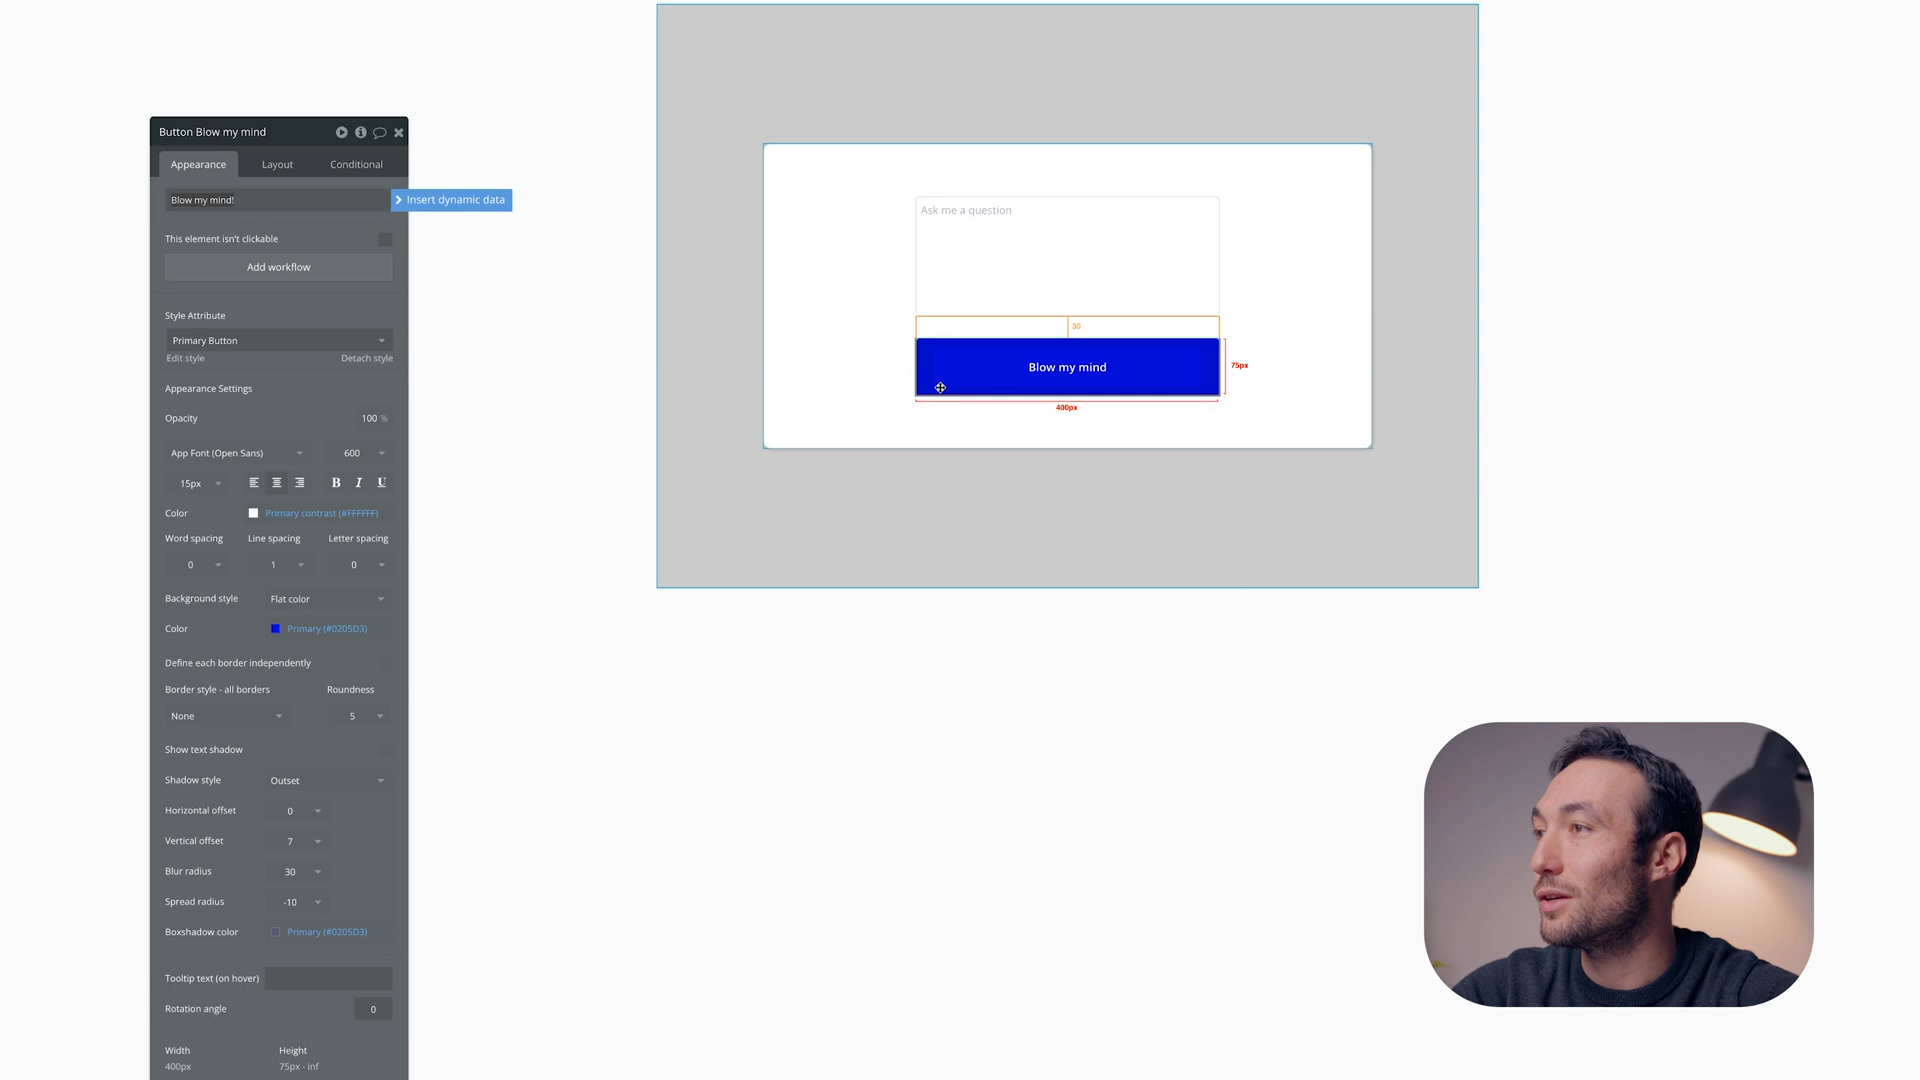 Button Blow my mind
Appearance Layout Conditional
Blow my mind!
Insert dynamic data
This element isn't clickable
Add workflow
Style Attribute
Primary Button
Edit style Detach style
Appearance Settings
Opacity 100 %
App Font (Open Sans) 600
15px B I U
Color Primary contrast (#FFFFFF)
Word spacing Line spacing Letter spacing
0 1 0
Background style Flat color
Color Primary (#0205D3)
Define each border independently
Border style - all borders Roundness
None 5
Show text shadow
Shadow style Outset
Horizontal offset 0
Vertical offset 7
Blur radius 30
Spread radius -10
Boxshadow color Primary (#0205D3)
Tooltip text (on hover)
Rotation angle 0
Width Height
400px 75px - inf
Ask me a question
30
Blow my mind
75px
400px